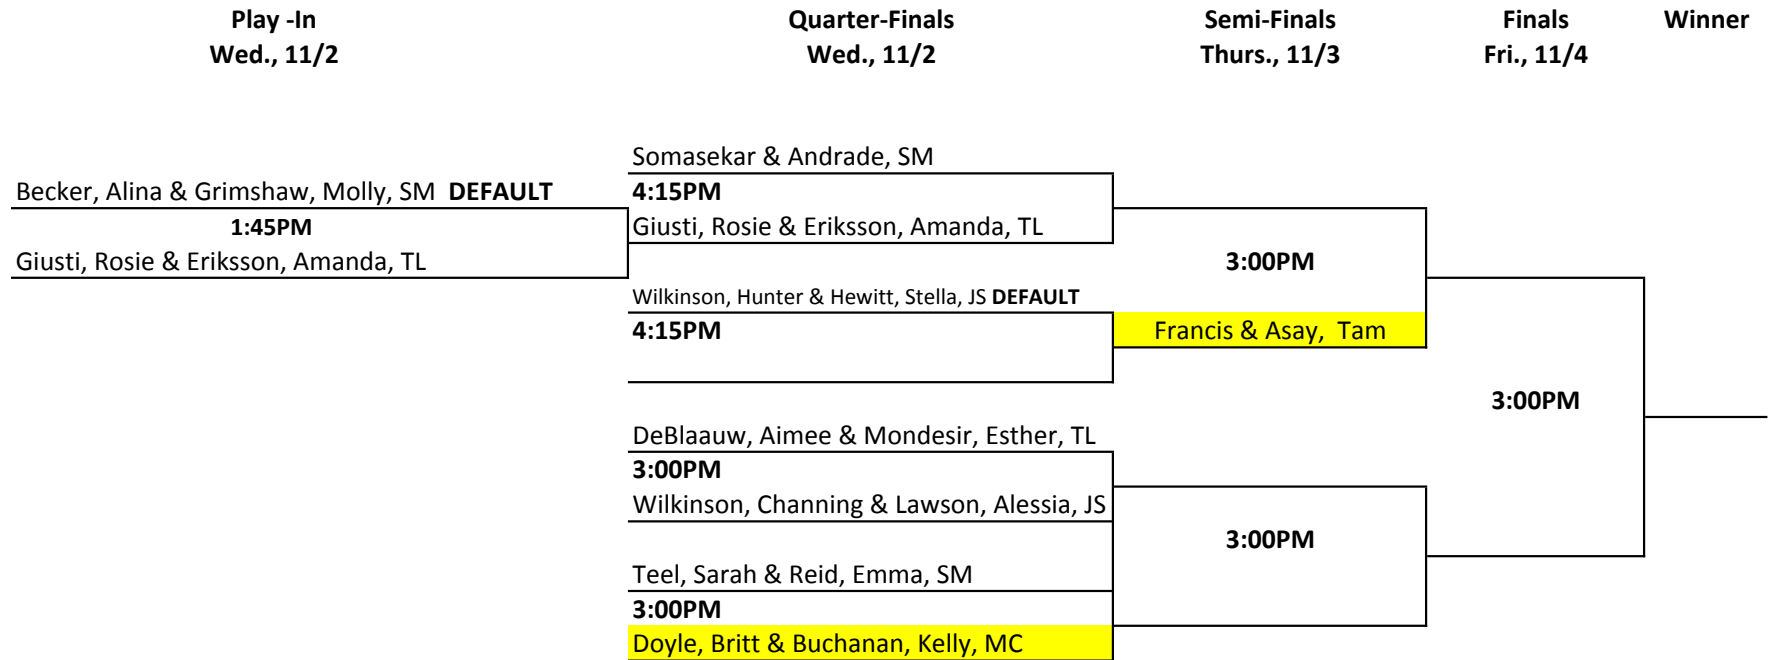 Play -In Quarter-Finals Semi-Finals Finals Winner
Wed., 11/2 Wed., 11/2 Thurs., 11/3 Fri., 11/4
Somasekar & Andrade, SM
Becker, Alina & Grimshaw, Molly, SM DEFAULT 4:15PM
1:45PM Giusti, Rosie & Eriksson, Amanda, TL
Giusti, Rosie & Eriksson, Amanda, TL 3:00PM
Wilkinson, Hunter & Hewitt, Stella, JS DEFAULT
4:15PM Francis & Asay, Tam
3:00PM
DeBlaauw, Aimee & Mondesir, Esther, TL
3:00PM
Wilkinson, Channing & Lawson, Alessia, JS
3:00PM
Teel, Sarah & Reid, Emma, SM
3:00PM
Doyle, Britt & Buchanan, Kelly, MC